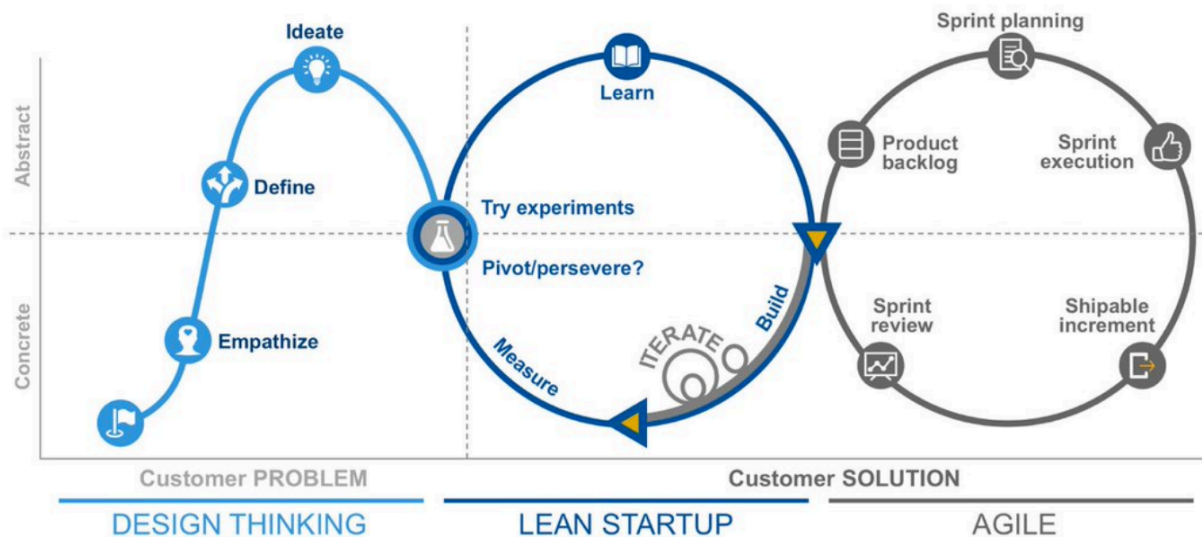 Ideate
Sprint planning
Learn
Product
backlog
Sprint
execution
Abstract
Define
Try experiments
Pivot/persevere?
Concrete
Empathize
Measure
ITERATE
Build
Sprint
review
Shipable
increment
Customer PROBLEM
Customer SOLUTION
DESIGN THINKING
LEAN STARTUP
AGILE